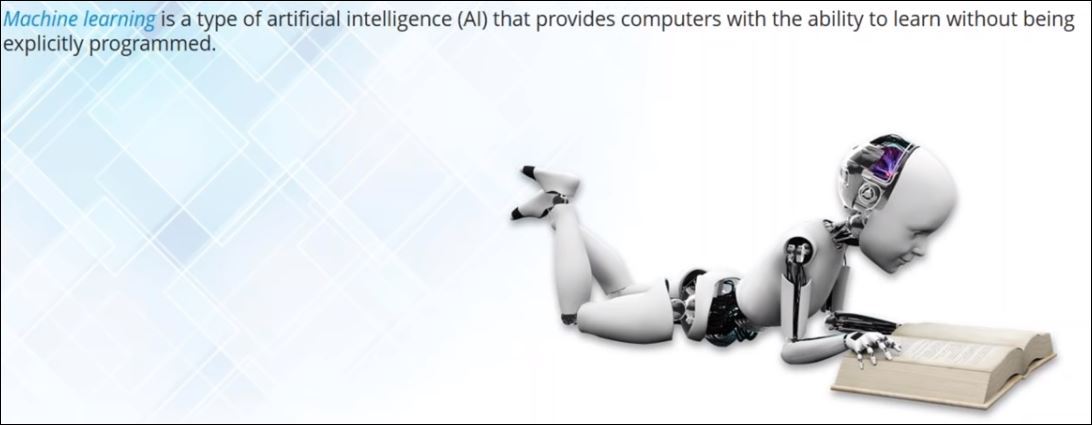 Machine learning is a type of artificial intelligence (AI) that provides computers with the ability to learn without being
explicitly programmed.